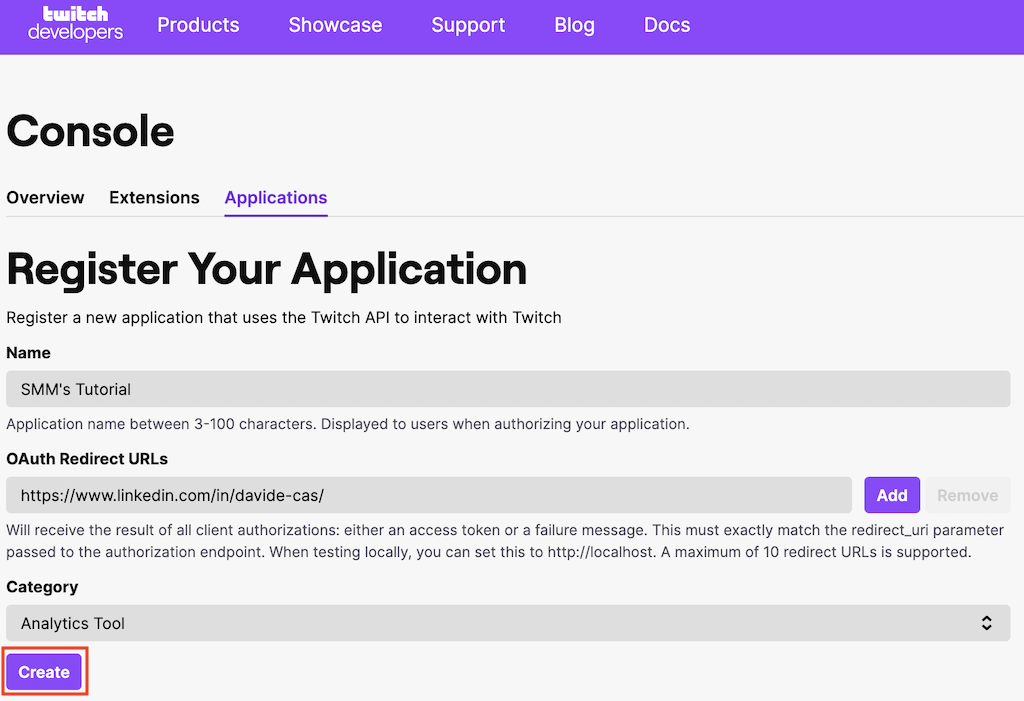 twitch
developers
Products Showcase Support Blog Docs
Console
Overview Extensions Applications
Register Your Application
Register a new application that uses the Twitch API to interact with Twitch
Name
SMM's Tutorial
Application name between 3-100 characters. Displayed to users when authorizing your application.
OAuth Redirect URLs
https://www.linkedin.com/in/davide-cas/ Add Remove
Will receive the result of all client authorizations: either an access token or a failure message. This must exactly match the redirect_uri parameter
passed to the authorization endpoint. When testing locally, you can set this to http://localhost. A maximum of 10 redirect URLs is supported.
Category
Analytics Tool
Create